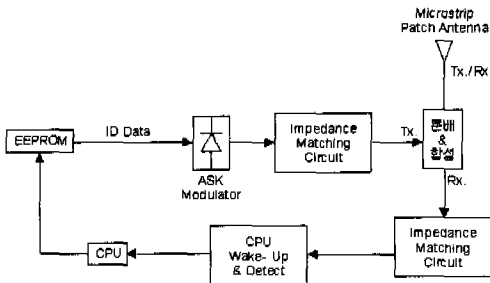 Microstrip
Patch Antenna
Tx./Rx
EEPROM
ID Data
ASK
Modulator
Impedance
Matching
Circuit
Tx.
분배
&
합성
Rx.
CPU
CPU
Wake- Up
& Detect
Impedance
Matching
Circuit